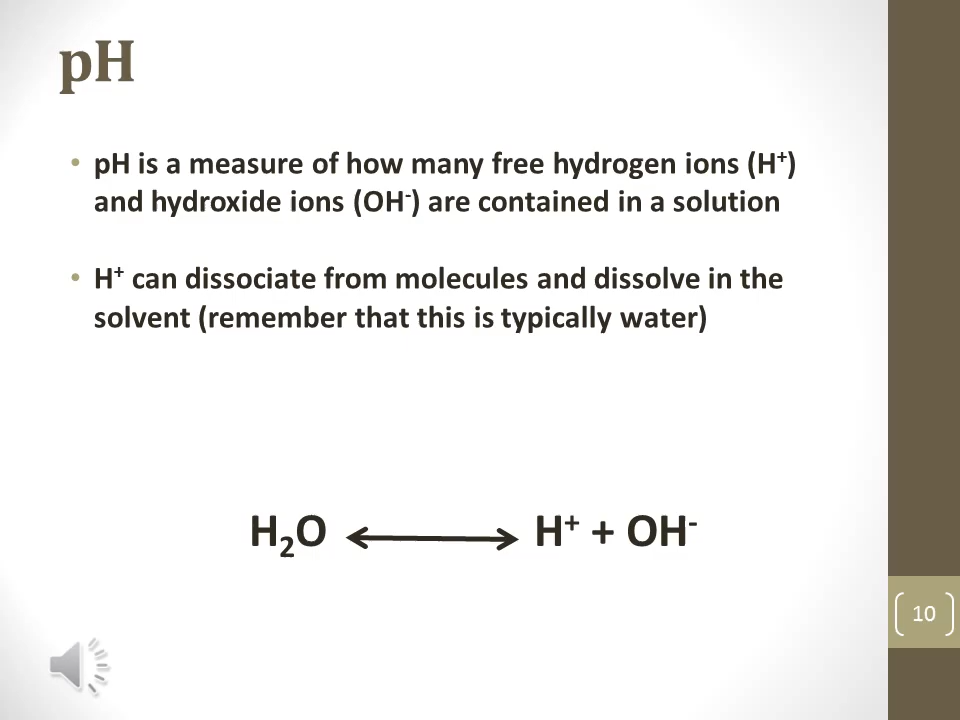 pH
• pH is a measure of how many free hydrogen ions (H⁺)
and hydroxide ions (OH⁻) are contained in a solution
• H⁺ can dissociate from molecules and dissolve in the
solvent (remember that this is typically water)
H₂O ⟷ H⁺ + OH⁻
10